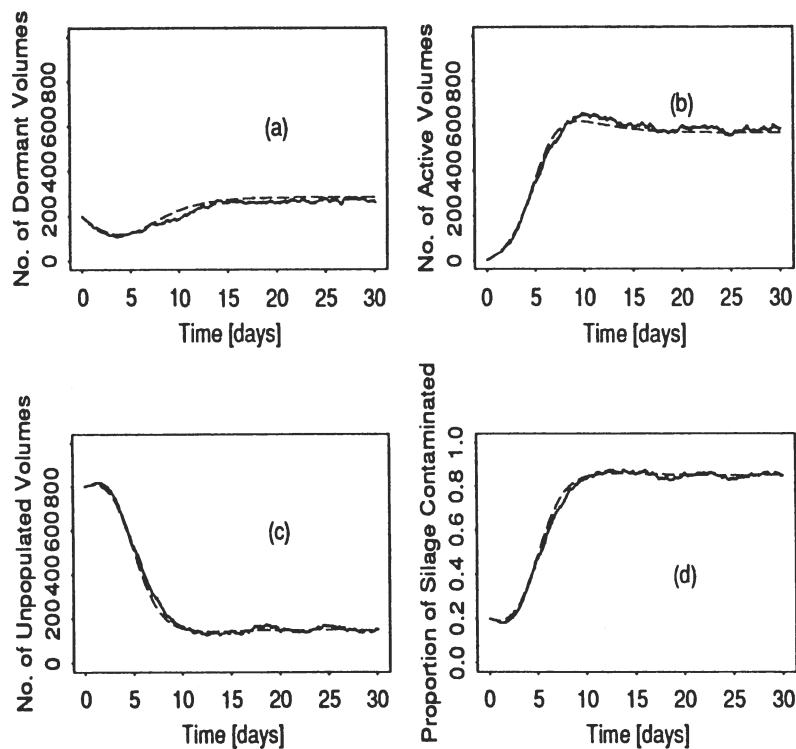 No. of Dormant Volumes
0 200 400 600 800
(a)
0 5 10 15 20 25 30
Time [days]
No. of Active Volumes
0 200 400 600 800
(b)
0 5 10 15 20 25 30
Time [days]
No. of Unpopulated Volumes
0 200 400 600 800
(c)
0 5 10 15 20 25 30
Time [days]
Proportion of Silage Contaminated
0.0 0.2 0.4 0.6 0.8 1.0
(d)
0 5 10 15 20 25 30
Time [days]